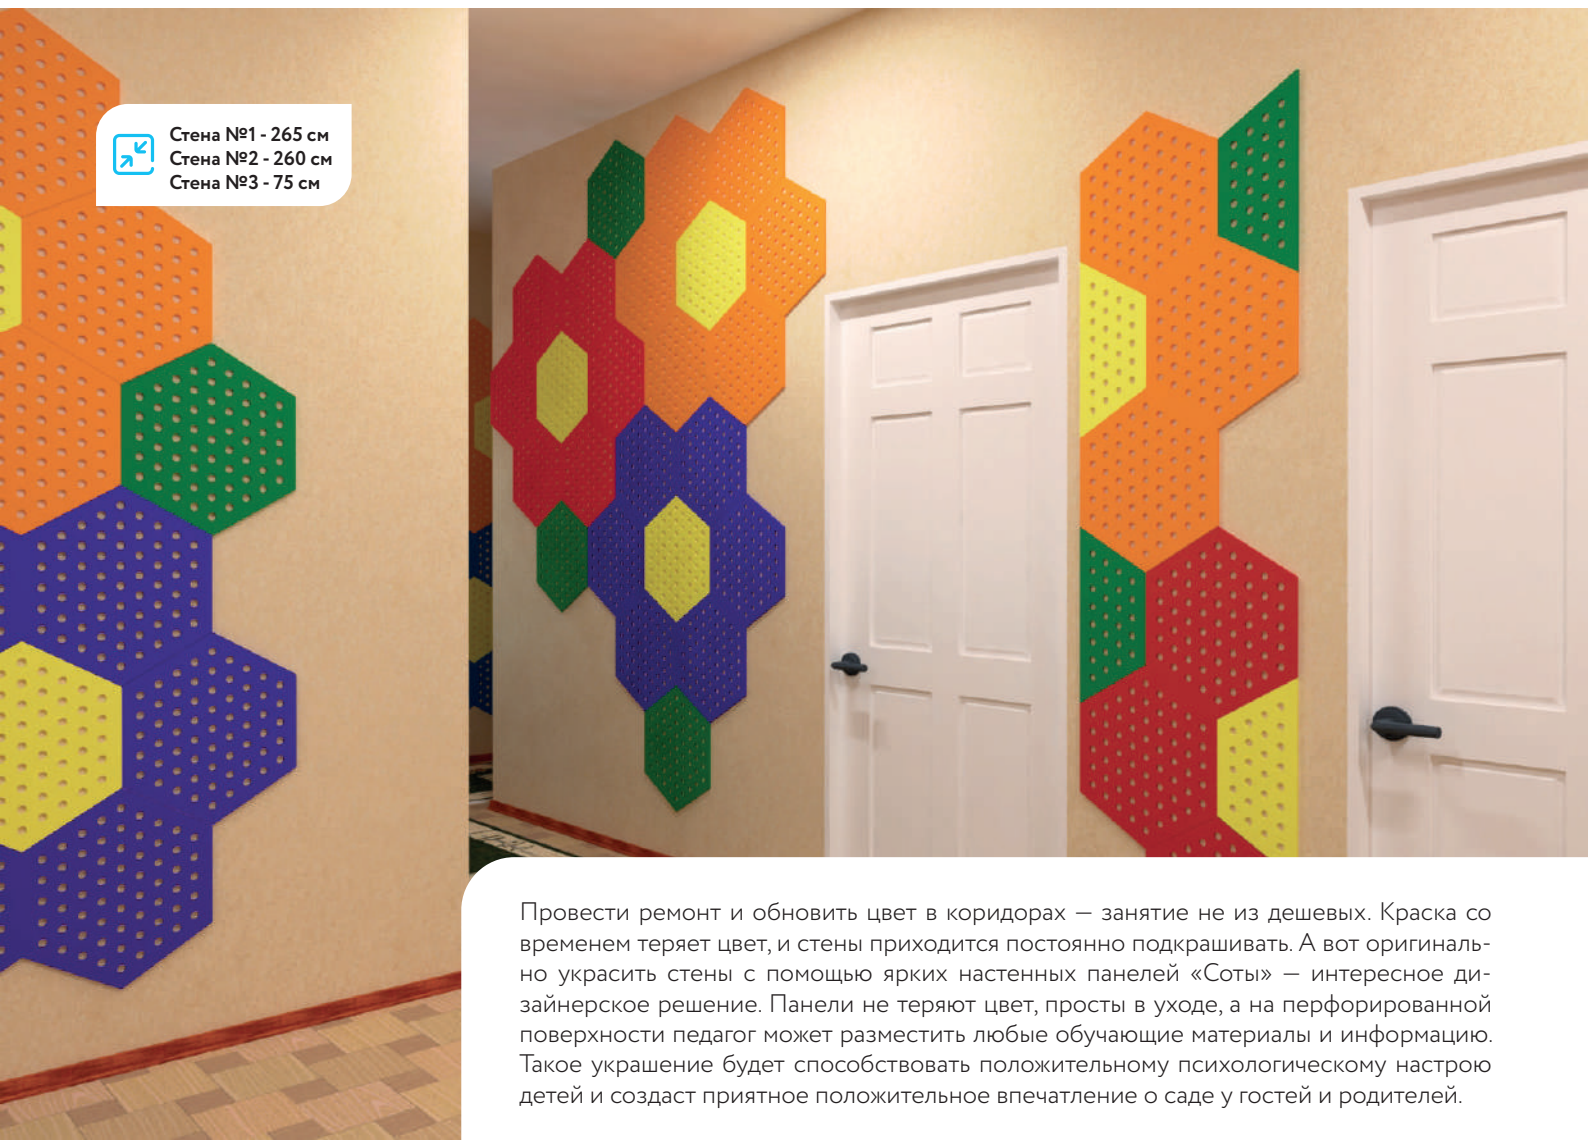 Стена №1 - 265 см
Стена №2 - 260 см
Стена №3 - 75 см
Провести ремонт и обновить цвет в коридорах — занятие не из дешевых. Краска со
временем теряет цвет, и стены приходится постоянно подкрашивать. А вот оригиналь-
но украсить стены с помощью ярких настенных панелей «Соты» — интересное ди-
зайнерское решение. Панели не теряют цвет, просты в уходе, а на перфорированной
поверхности педагог может разместить любые обучающие материалы и информацию.
Такое украшение будет способствовать положительному психологическому настрою
детей и создаст приятное положительное впечатление о саде у гостей и родителей.